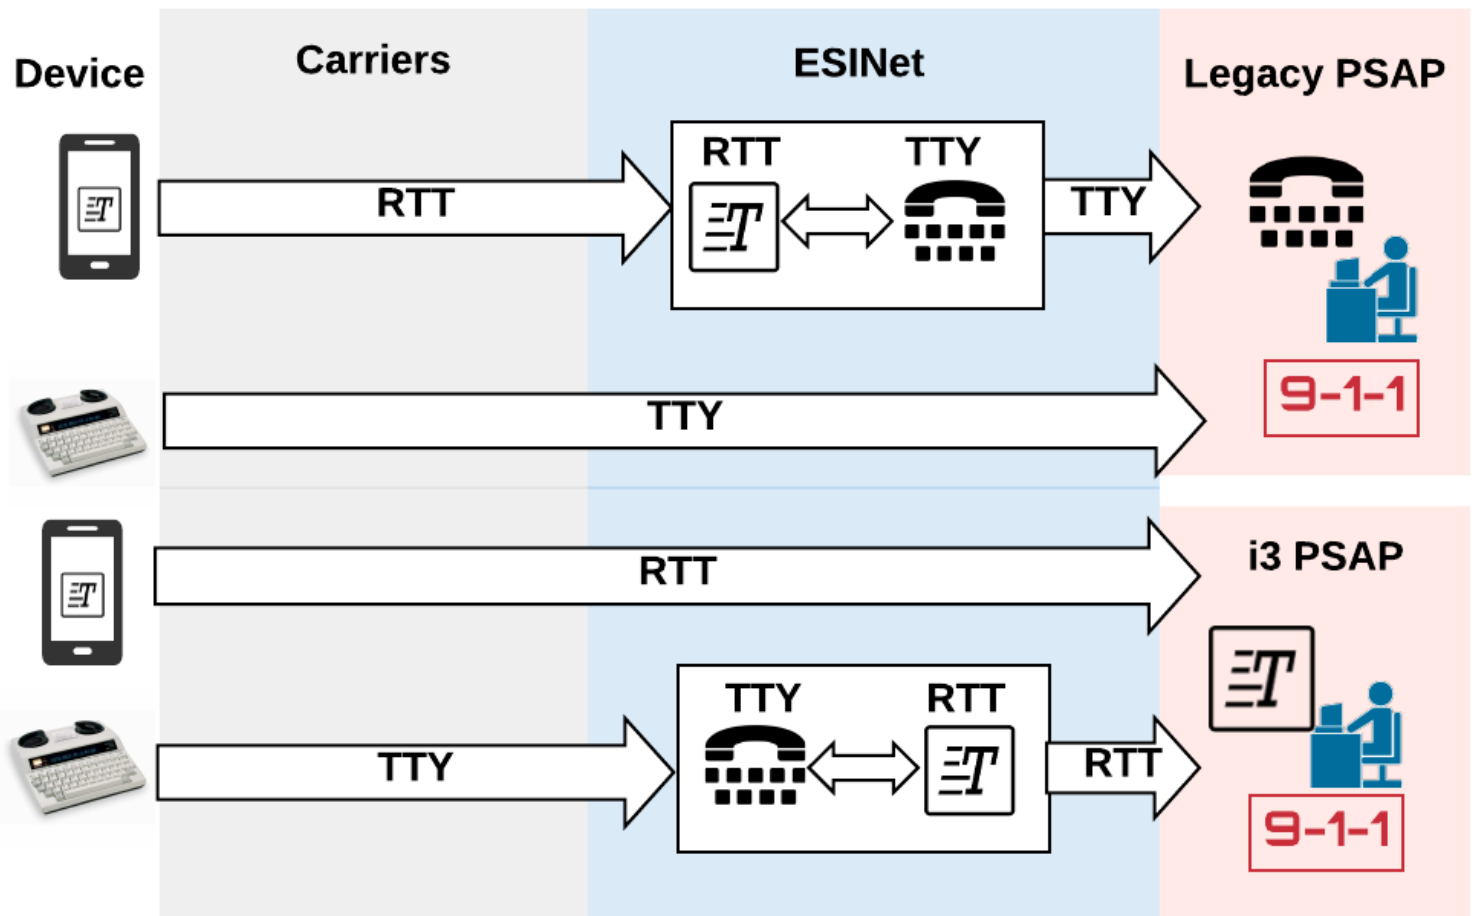 Device
Carriers
ESINet
Legacy PSAP
RTT
RTT
TTY
TTY
TTY
9-1-1
RTT
i3 PSAP
TTY
TTY
RTT
RTT
9-1-1